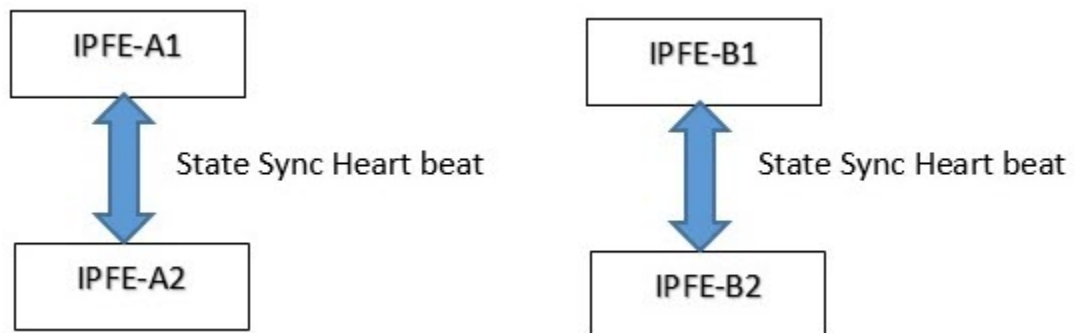 IPFE-A1
IPFE-B1
State Sync Heart beat
State Sync Heart beat
IPFE-A2
IPFE-B2